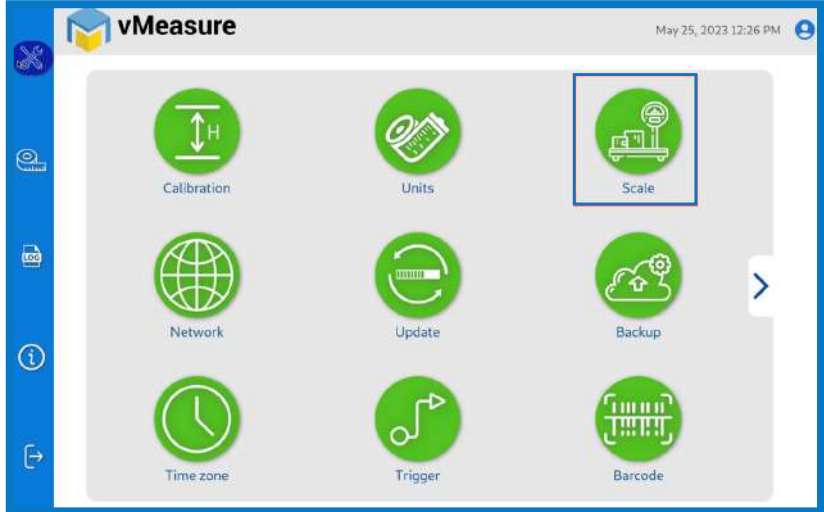 vMeasure
May 25, 2023 12:26 PM
H
Calibration
Units
Scale
LOG
Network
Update
Backup
i
Time zone
Trigger
Barcode